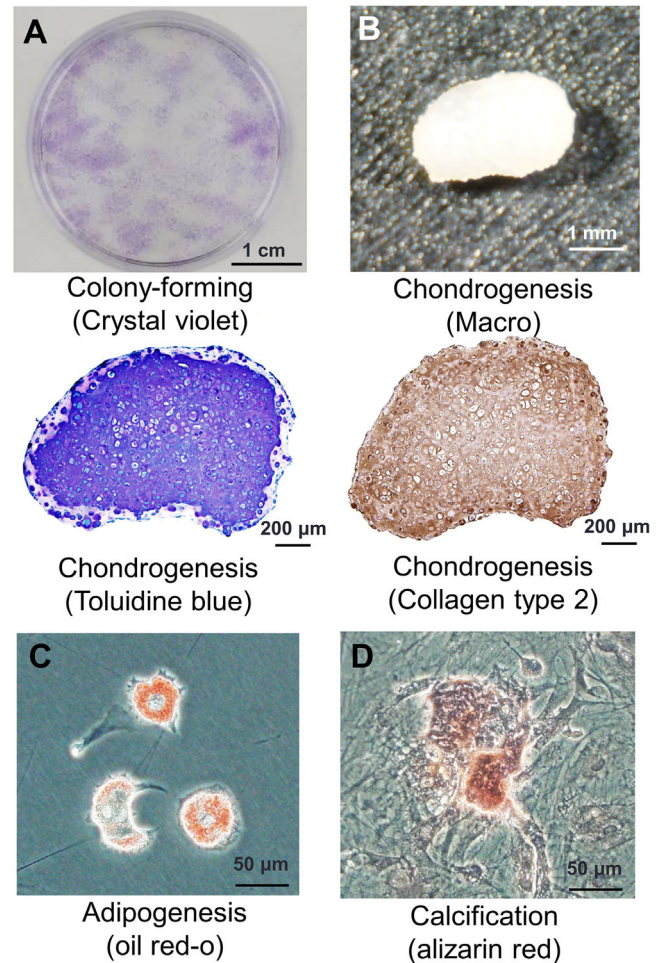 A
1 cm
Colony-forming
(Crystal violet)
B
1 mm
Chondrogenesis
(Macro)
200 µm
Chondrogenesis
(Toluidine blue)
200 µm
Chondrogenesis
(Collagen type 2)
C
50 µm
Adipogenesis
(oil red-o)
D
50 µm
Calcification
(alizarin red)